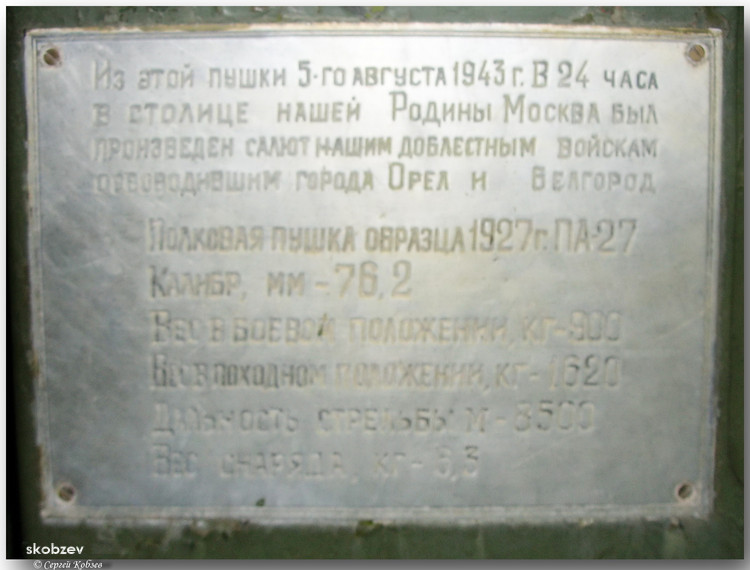 Из этой пушки 5-го августа 1943 г. В 24 часа
в столице нашей Родины Москва был
произведен салют нашим доблестным войскам
освободившим города Орел и Белгород
Полковая пушка образца 1927 г. ПА-27
Калибр, мм - 76,2
Вес в боевом положении, кг - 900
Вес в походном положении, кг - 1620
Дальность стрельбы м - 8500
Вес снаряда, кг - 6,3
skobzev
© Сергей Кобзев